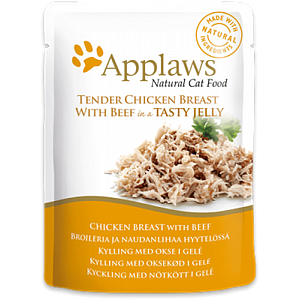 MADE WITH
NATURAL
INGREDIENTS
Applaws
Natural Cat Food
TENDER CHICKEN BREAST
WITH BEEF in a TASTY JELLY
CHICKEN BREAST WITH BEEF
BROILERIA JA NAUDANLIHAA HYYTELÖSSÄ
KYLLING MED OKSE I GELÉ
KYLLING MED OKSEKØD I GELÉ
KYCKLING MED NÖTKÖTT I GELÉ